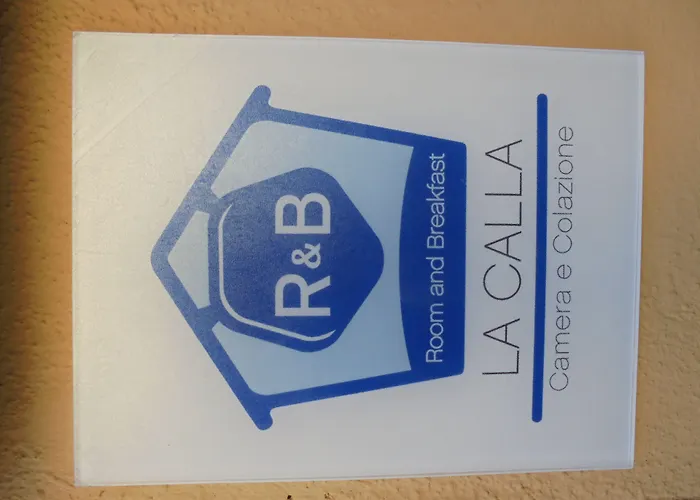 R&B
Room and Breakfast
LA CALLA
Camera e Colazione